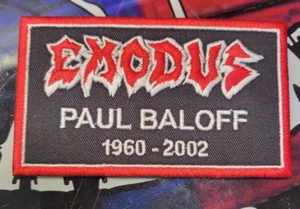 EXODUS
PAUL BALOFF
1960 - 2002